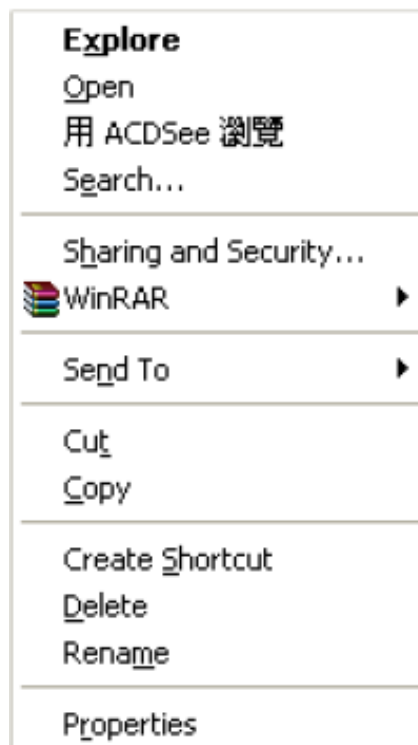 Explore
Open
用 ACDSee 瀏覽
Search...
Sharing and Security...
WinRAR
Send To
Cut
Copy
Create Shortcut
Delete
Rename
Properties